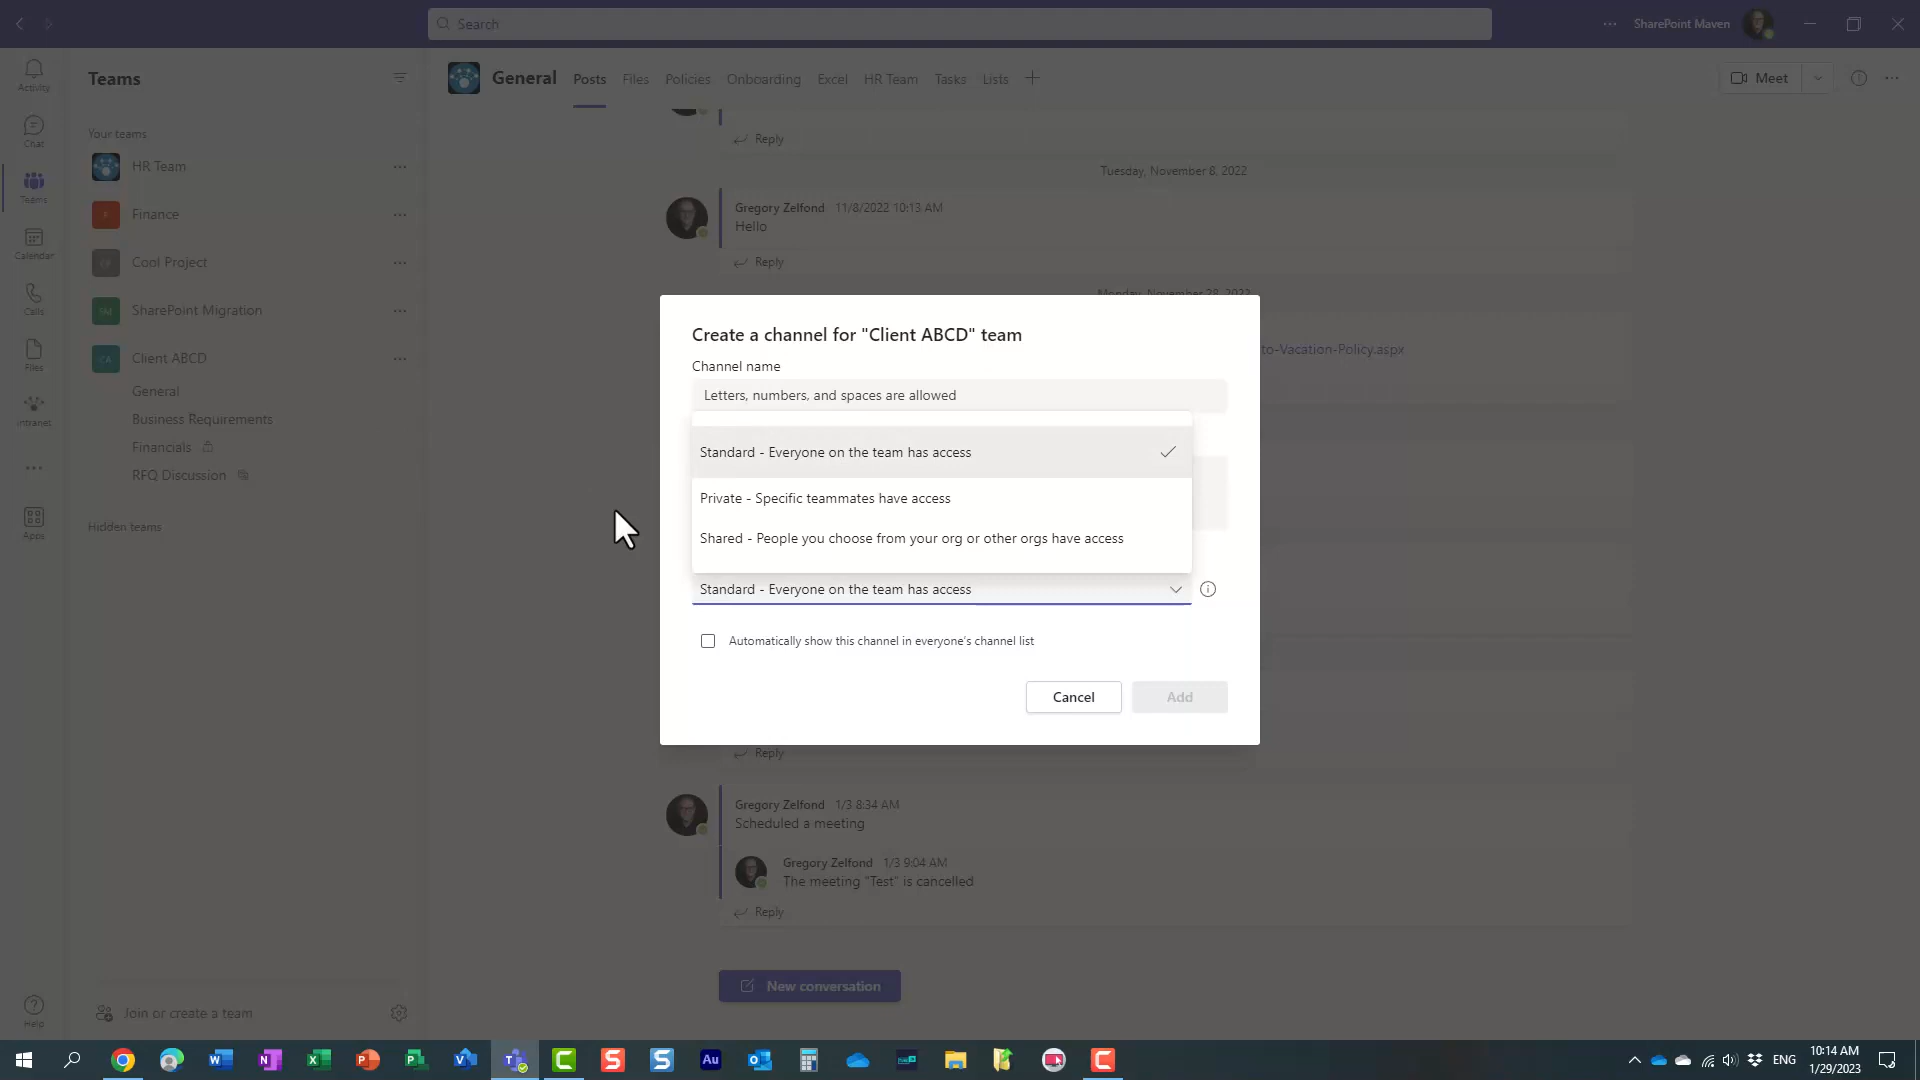 Search
SharePoint Maven
Activity
Chat
Teams
Calendar
Calls
Files
Intranet
Apps
Help
Teams
Your teams
HR Team
Finance
Cool Project
SM SharePoint Migration
CA Client ABCD
General
Business Requirements
Financials
RFQ Discussion
Hidden teams
Join or create a team
General Posts Files Policies Onboarding Excel HR Team Tasks Lists
Meet
Reply
Tuesday, November 8, 2022
Gregory Zelfond 11/8/2022 10:13 AM
Hello
Reply
Monday, November 28, 2022
to-Vacation-Policy.aspx
Create a channel for "Client ABCD" team
Channel name
Letters, numbers, and spaces are allowed
Standard - Everyone on the team has access
Private - Specific teammates have access
Shared - People you choose from your org or other orgs have access
Standard - Everyone on the team has access
Automatically show this channel in everyone's channel list
Cancel Add
Reply
Gregory Zelfond 1/3 8:34 AM
Scheduled a meeting
Gregory Zelfond 1/3 9:04 AM
The meeting "Test" is cancelled
Reply
New conversation
Au
ENG
10:14 AM
1/29/2023